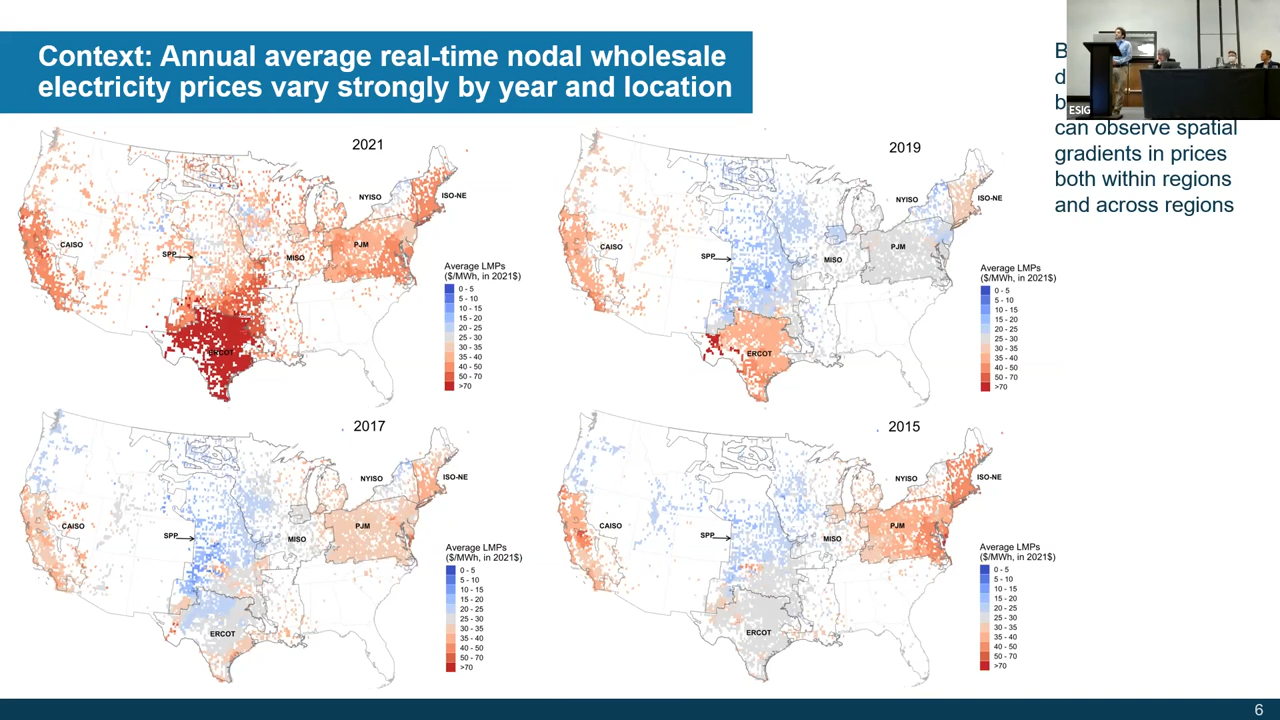 Context: Annual average real-time nodal wholesale
electricity prices vary strongly by year and location
B
d
b
can observe spatial
gradients in prices
both within regions
and across regions
ESIG
2021
NYISO
ISO-NE
CAISO
SPP
MISO
PJM
ERCOT
Average LMPs
($/MWh, in 2021$)
0 - 5
5 - 10
10 - 15
15 - 20
20 - 25
25 - 30
30 - 35
35 - 40
40 - 50
50 - 70
>70
2019
NYISO
ISO-NE
CAISO
SPP
MISO
PJM
ERCOT
Average LMPs
($/MWh, in 2021$)
0 - 5
5 - 10
10 - 15
15 - 20
20 - 25
25 - 30
30 - 35
35 - 40
40 - 50
50 - 70
>70
2017
NYISO
ISO-NE
CAISO
SPP
MISO
PJM
ERCOT
Average LMPs
($/MWh, in 2021$)
0 - 5
5 - 10
10 - 15
15 - 20
20 - 25
25 - 30
30 - 35
35 - 40
40 - 50
50 - 70
>70
2015
NYISO
ISO-NE
CAISO
SPP
MISO
PJM
ERCOT
Average LMPs
($/MWh, in 2021$)
0 - 5
5 - 10
10 - 15
15 - 20
20 - 25
25 - 30
30 - 35
35 - 40
40 - 50
50 - 70
>70
6